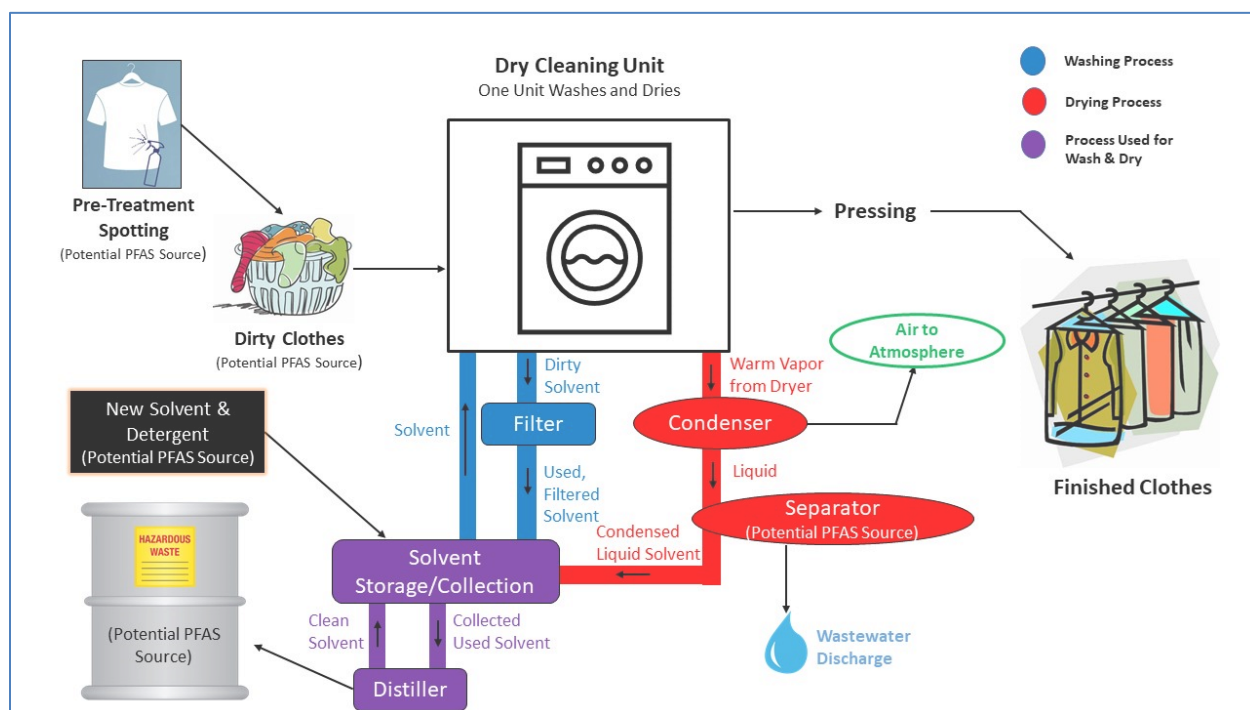 Dry Cleaning Unit
One Unit Washes and Dries
Washing Process
Drying Process
Process Used for
Wash & Dry
Pre-Treatment
Spotting
(Potential PFAS Source)
Dirty Clothes
(Potential PFAS Source)
Pressing
Finished Clothes
Air to
Atmosphere
New Solvent &
Detergent
(Potential PFAS Source)
Solvent
Dirty
Solvent
Filter
Used,
Filtered
Solvent
Warm Vapor
from Dryer
Condenser
Liquid
Separator
(Potential PFAS Source)
Condensed
Liquid Solvent
Solvent
Storage/Collection
Clean
Solvent
Collected
Used Solvent
Distiller
HAZARDOUS
WASTE
(Potential PFAS
Source)
Wastewater
Discharge